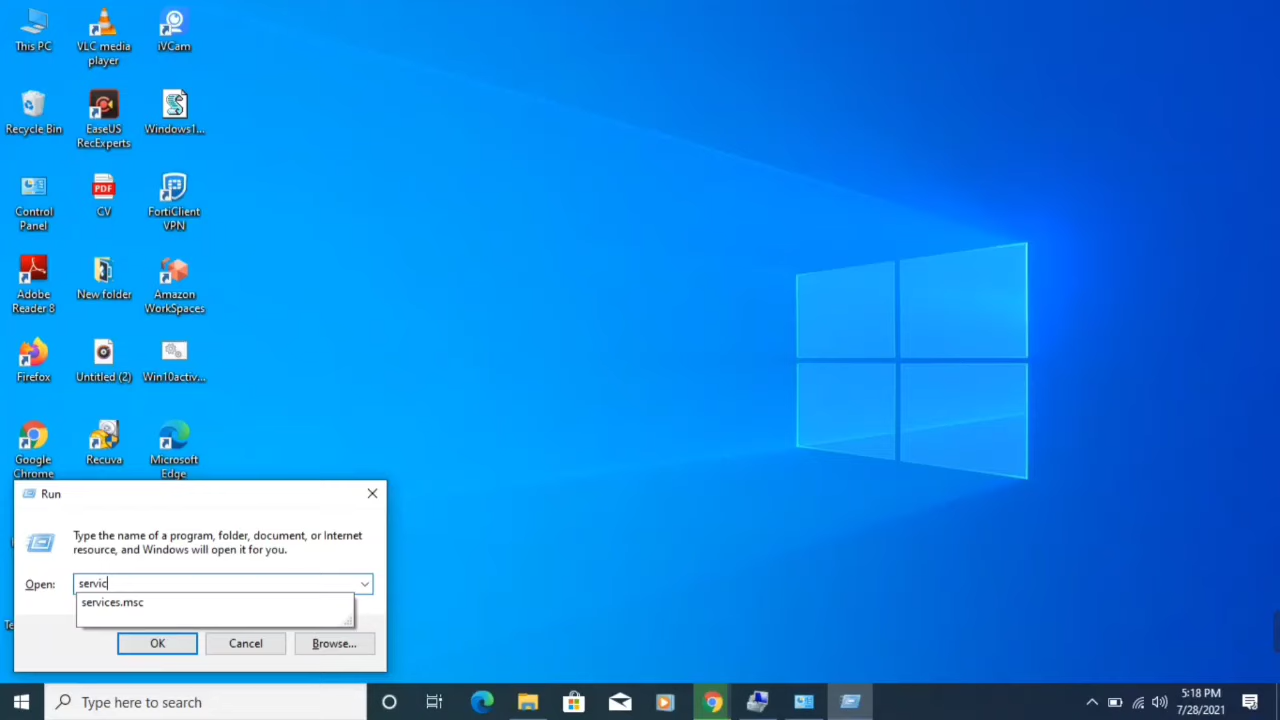 This PC
VLC media
player
iVCam
Recycle Bin
EaseUS
RecExperts
Windows1...
Control
Panel
PDF
CV
FortiClient
VPN
Adobe
Reader 8
New folder
Amazon
WorkSpaces
Firefox
Untitled (2)
Win10activ...
Google
Chrome
Recuva
Microsoft
Edge
Run
Type the name of a program, folder, document, or Internet
resource, and Windows will open it for you.
Open:
servic
services.msc
OK
Cancel
Browse...
Type here to search
5:18 PM
7/28/2021